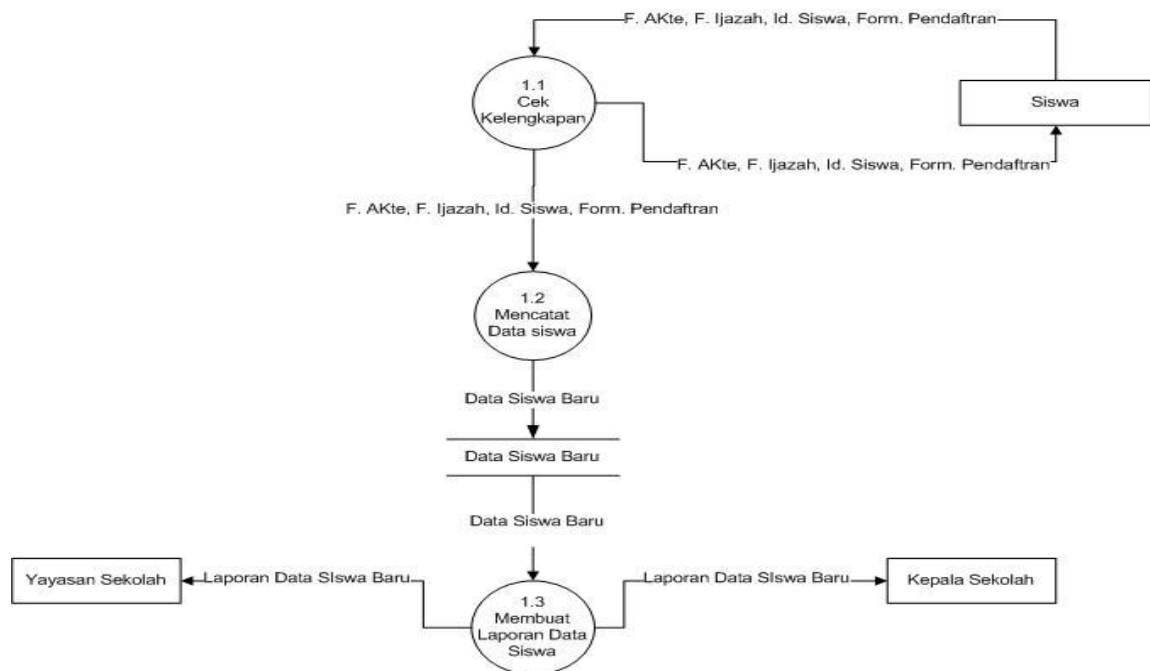 F. AKte, F. Ijazah, Id. Siswa, Form. Pendaftran
1.1
Cek
Kelengkapan
Siswa
F. AKte, F. Ijazah, Id. Siswa, Form. Pendaftran
F. AKte, F. Ijazah, Id. Siswa, Form. Pendaftran
1.2
Mencatat
Data siswa
Data Siswa Baru
Data Siswa Baru
Data Siswa Baru
Yayasan Sekolah
Laporan Data SIswa Baru
Laporan Data SIswa Baru
Kepala Sekolah
1.3
Membuat
Laporan Data
Siswa